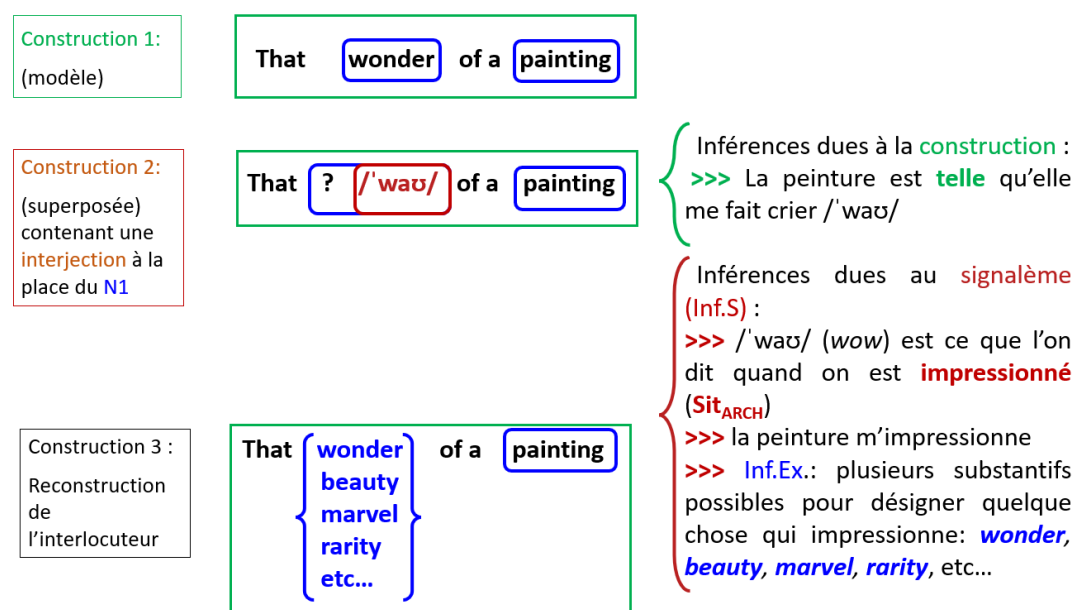 Construction 1:
(modèle)
That wonder of a painting
Construction 2:
(superposée)
contenant une
interjection à la
place du N1
That ? /ˈwaʊ/ of a painting
Inférences dues à la construction :
>>> La peinture est telle qu’elle
me fait crier /ˈwaʊ/
Inférences dues au signalème
(Inf.S) :
>>> /ˈwaʊ/ (wow) est ce que l’on
dit quand on est impressionné
(SitARCH)
>>> la peinture m’impressionne
>>> Inf.Ex.: plusieurs substantifs
possibles pour désigner quelque
chose qui impressionne: wonder,
beauty, marvel, rarity, etc…
Construction 3 :
Reconstruction
de
l’interlocuteur
That wonder of a painting
beauty
marvel
rarity
etc…